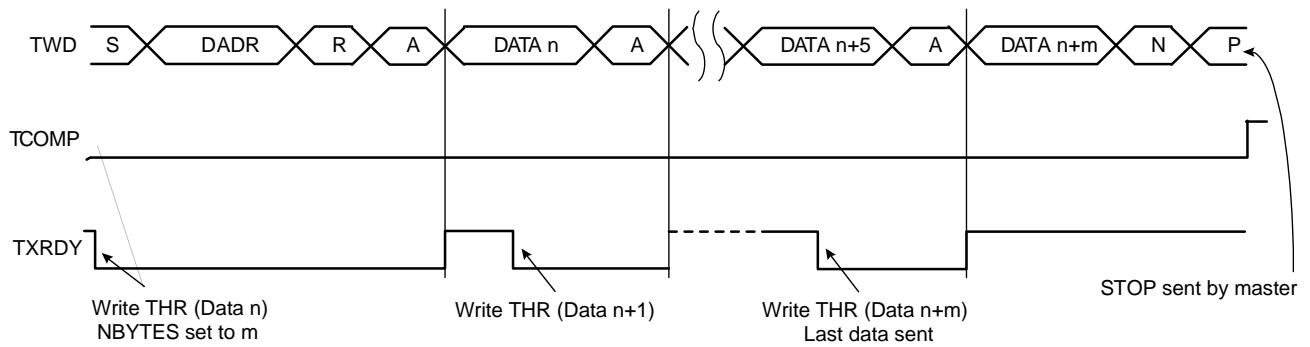 TWD S DADR R A DATA n A DATA n+5 A DATA n+m N P
TCOMP
TXRDY
Write THR (Data n)
NBYTES set to m
Write THR (Data n+1)
Write THR (Data n+m)
Last data sent
STOP sent by master